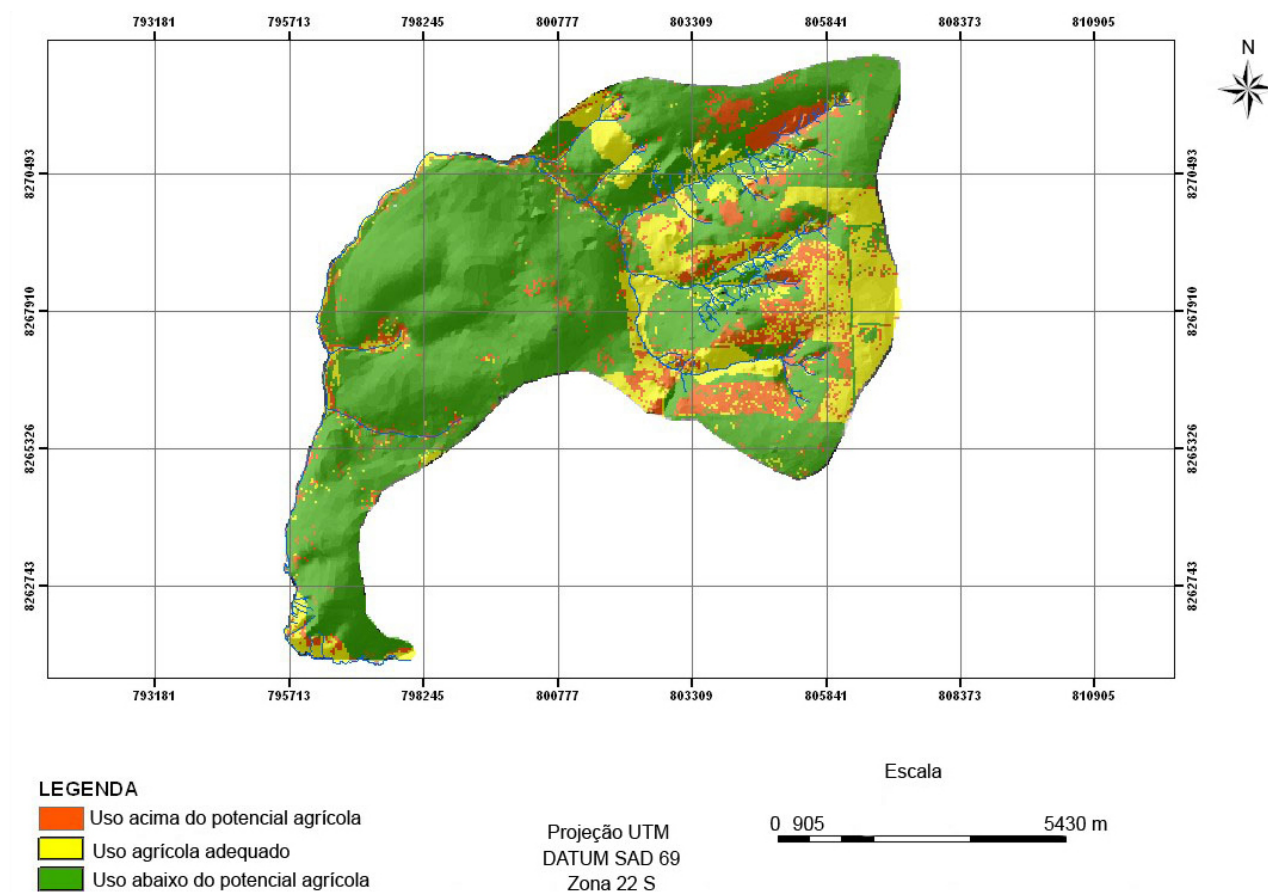 793181 795713 798245 800777 803309 805841 808373 810905
N
8270493 8270493
8267910 8267910
8265326 8265326
8262743 8262743
793181 795713 798245 800777 803309 805841 808373 810905
LEGENDA
Uso acima do potencial agrícola
Uso agrícola adequado
Uso abaixo do potencial agrícola
Projeção UTM
DATUM SAD 69
Zona 22 S
Escala
0 905 5430 m